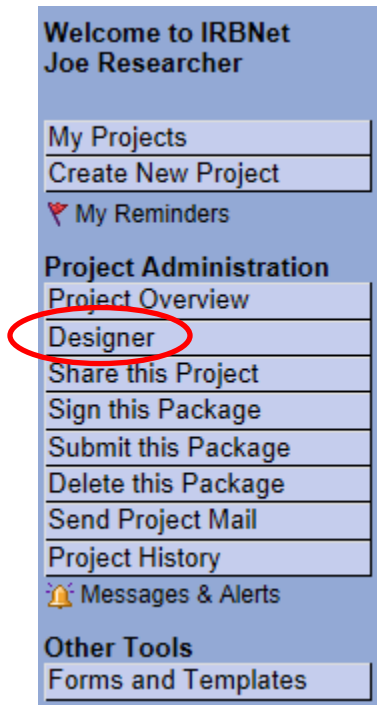 Welcome to IRBNet
Joe Researcher
My Projects
Create New Project
My Reminders
Project Administration
Project Overview
Designer
Share this Project
Sign this Package
Submit this Package
Delete this Package
Send Project Mail
Project History
Messages & Alerts
Other Tools
Forms and Templates